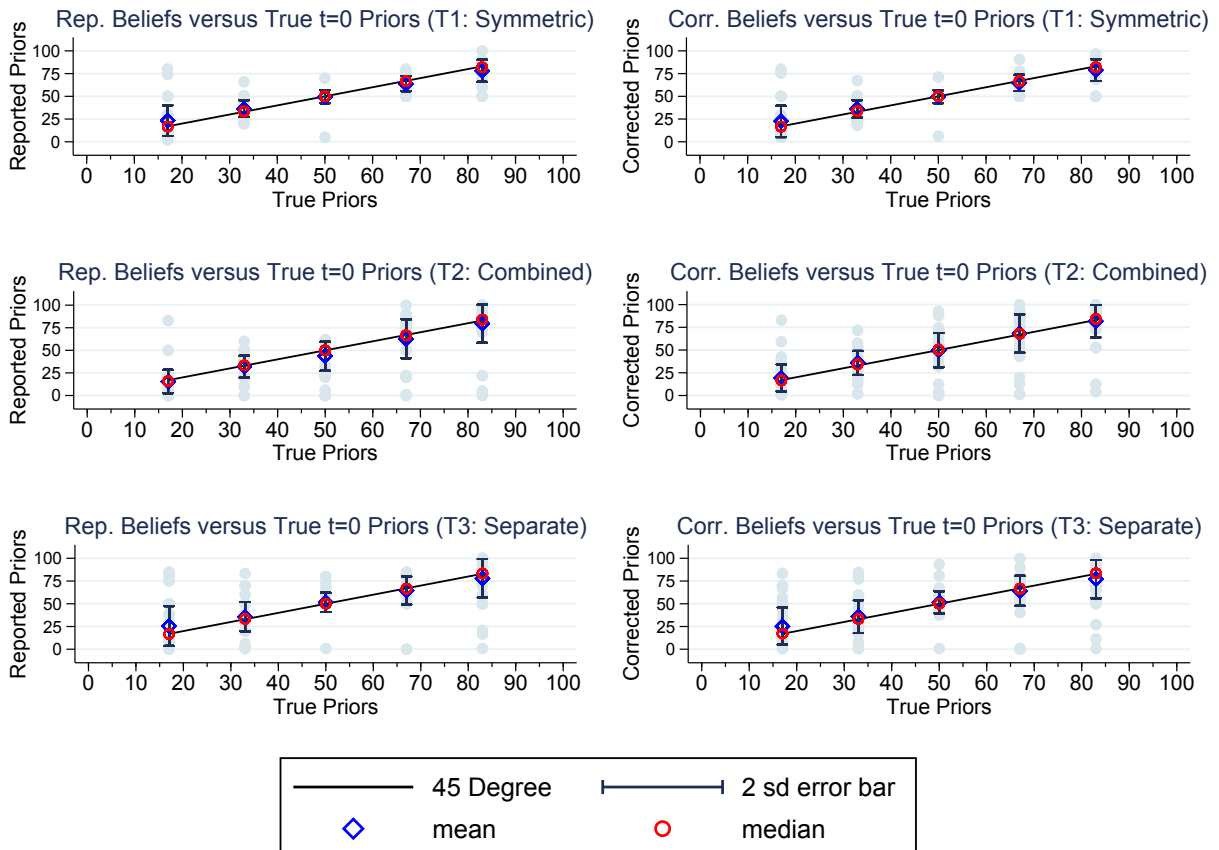 Rep. Beliefs versus True t=0 Priors (T1: Symmetric)
Reported Priors
100
75
50
25
0
0 10 20 30 40 50 60 70 80 90 100
True Priors
Corr. Beliefs versus True t=0 Priors (T1: Symmetric)
Corrected Priors
100
75
50
25
0
0 10 20 30 40 50 60 70 80 90 100
True Priors
Rep. Beliefs versus True t=0 Priors (T2: Combined)
Reported Priors
100
75
50
25
0
0 10 20 30 40 50 60 70 80 90 100
True Priors
Corr. Beliefs versus True t=0 Priors (T2: Combined)
Corrected Priors
100
75
50
25
0
0 10 20 30 40 50 60 70 80 90 100
True Priors
Rep. Beliefs versus True t=0 Priors (T3: Separate)
Reported Priors
100
75
50
25
0
0 10 20 30 40 50 60 70 80 90 100
True Priors
Corr. Beliefs versus True t=0 Priors (T3: Separate)
Corrected Priors
100
75
50
25
0
0 10 20 30 40 50 60 70 80 90 100
True Priors
45 Degree 2 sd error bar
mean median